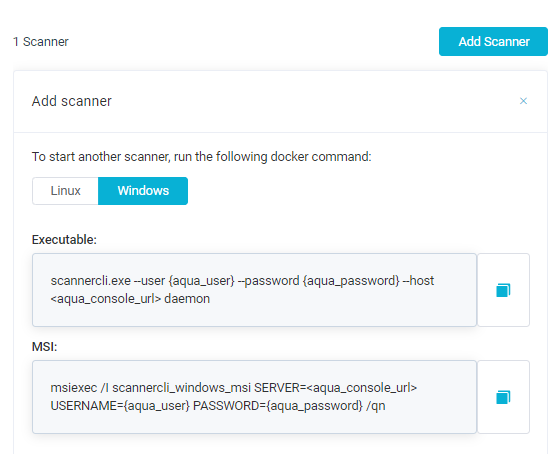 1 Scanner
Add Scanner
Add scanner
×
To start another scanner, run the following docker command:
Linux
Windows
Executable:
scannercli.exe --user {aqua_user} --password {aqua_password} --host
<aqua_console_url> daemon
MSI:
msiexec /I scannercli_windows_msi SERVER=<aqua_console_url>
USERNAME={aqua_user} PASSWORD={aqua_password} /qn